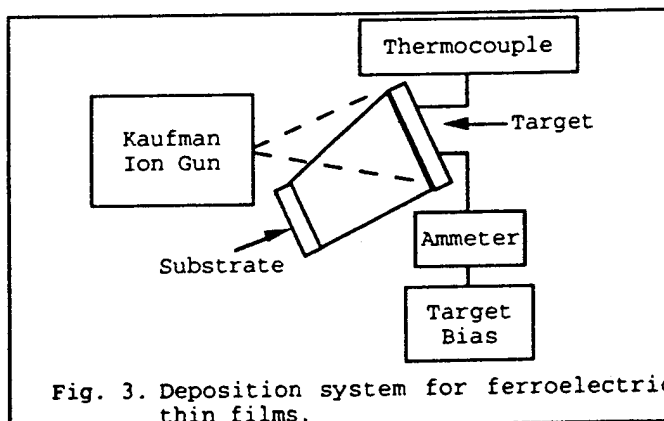 Thermocouple
Kaufman
Ion Gun
Target
Substrate
Ammeter
Target
Bias
Fig. 3. Deposition system for ferroelectric
thin films.